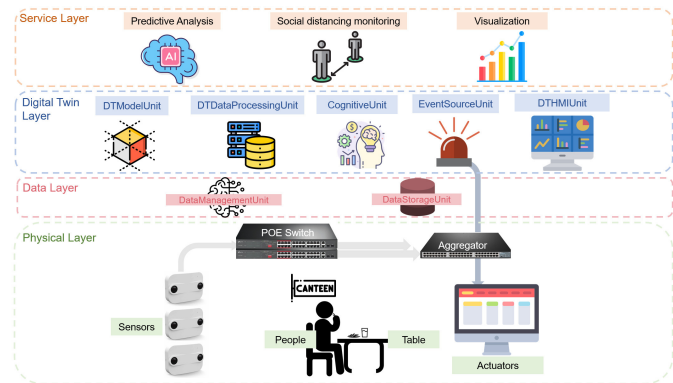 Service Layer
Predictive Analysis
Social distancing monitoring
Visualization
AI
Digital Twin
Layer
DTModelUnit
DTDataProcessingUnit
CognitiveUnit
EventSourceUnit
DTHMIUnit
Data Layer
DataManagementUnit
DataStorageUnit
Physical Layer
POE Switch
Aggregator
CANTEEN
Sensors
People
Table
Actuators